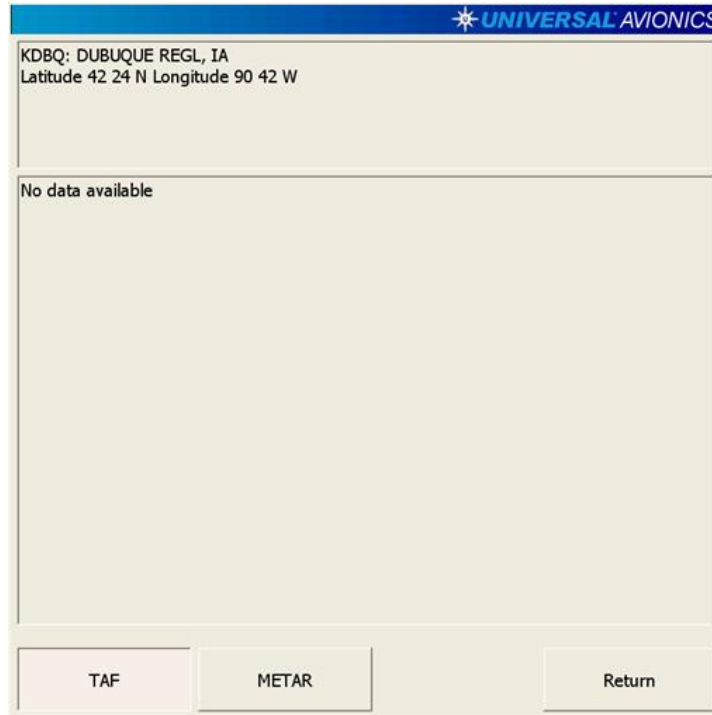 UNIVERSAL AVIONICS
KDBQ: DUBUQUE REGL, IA
Latitude 42 24 N Longitude 90 42 W
No data available
TAF METAR Return